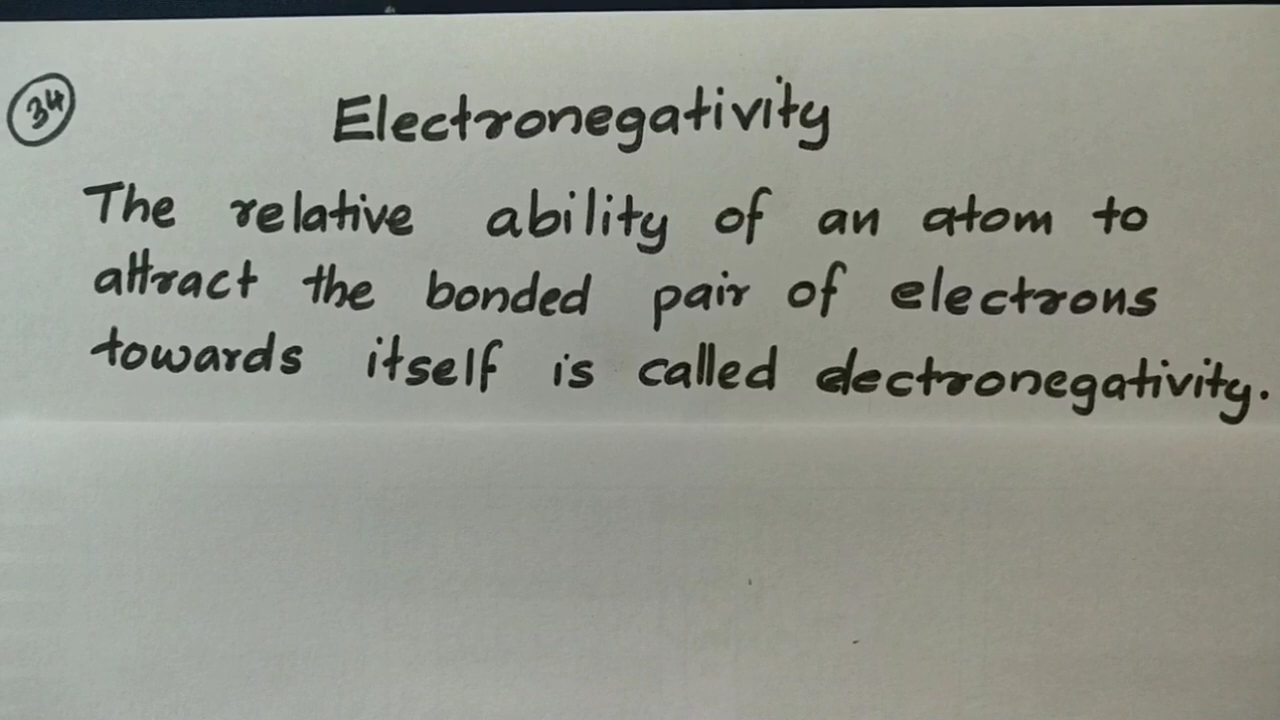 34
Electronegativity
The relative ability of an atom to
attract the bonded pair of electrons
towards itself is called electronegativity.